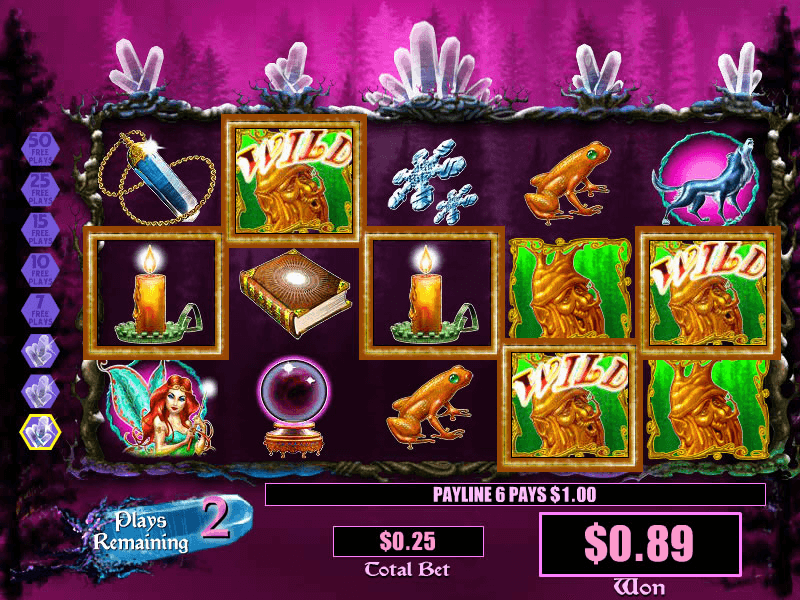 WILD
50
FREE
PLAYS
25
FREE
PLAYS
15
FREE
PLAYS
10
FREE
PLAYS
7
FREE
PLAYS
WILD
WILD
PAYLINE 6 PAYS $1.00
Plays
Remaining
2
$0.25
Total Bet
$0.89
Won